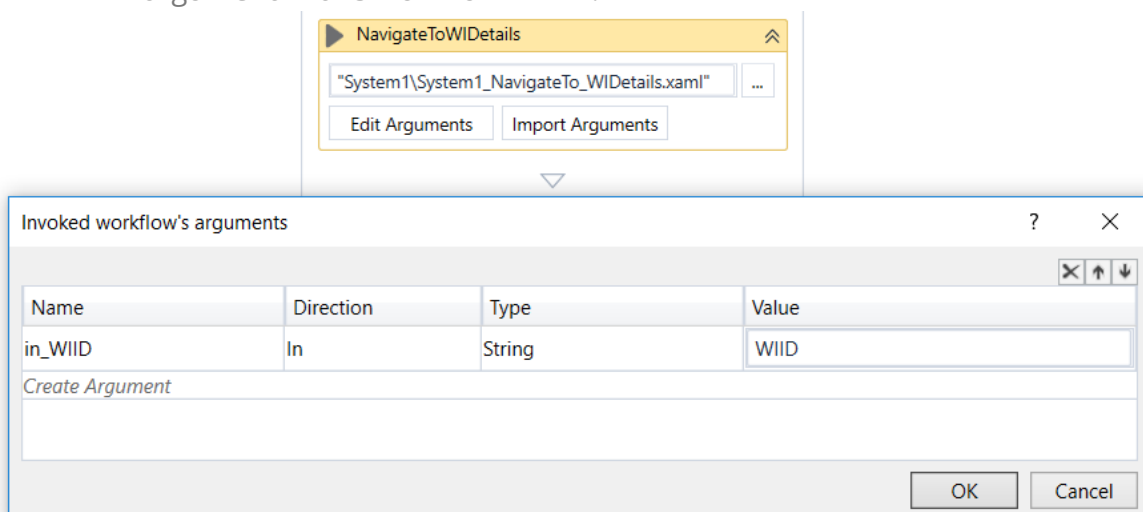 NavigateToWIDetails
"System1\System1_NavigateTo_WIDetails.xaml" ...
Edit Arguments Import Arguments
Invoked workflow's arguments ?
Name Direction Type Value
in_WIID In String WIID
Create Argument
OK Cancel